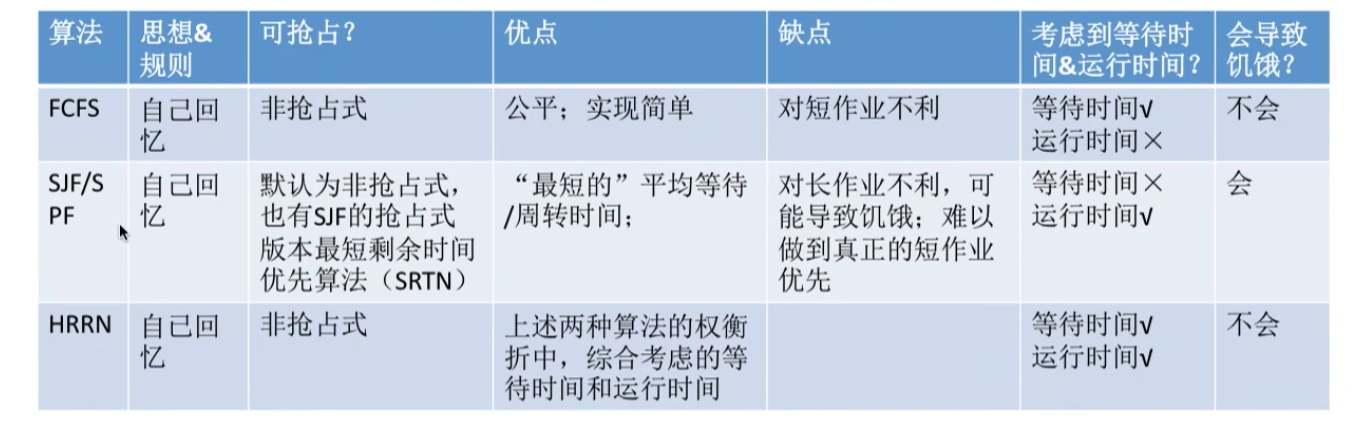 算法
思想&
规则
可抢占？
优点
缺点
考虑到等待时
间&运行时间？
会导致
饥饿？
FCFS
自己回
忆
非抢占式
公平；实现简单
对短作业不利
等待时间√
运行时间×
不会
SJF/S
PF
自己回
忆
默认为非抢占式，
也有SJF的抢占式
版本最短剩余时间
优先算法（SRTN）
“最短的”平均等待
/周转时间；
对长作业不利，可
能导致饥饿；难以
做到真正的短作业
优先
等待时间×
运行时间√
会
HRRN
自己回
忆
非抢占式
上述两种算法的权衡
折中，综合考虑的等
待时间和运行时间
等待时间√
运行时间√
不会